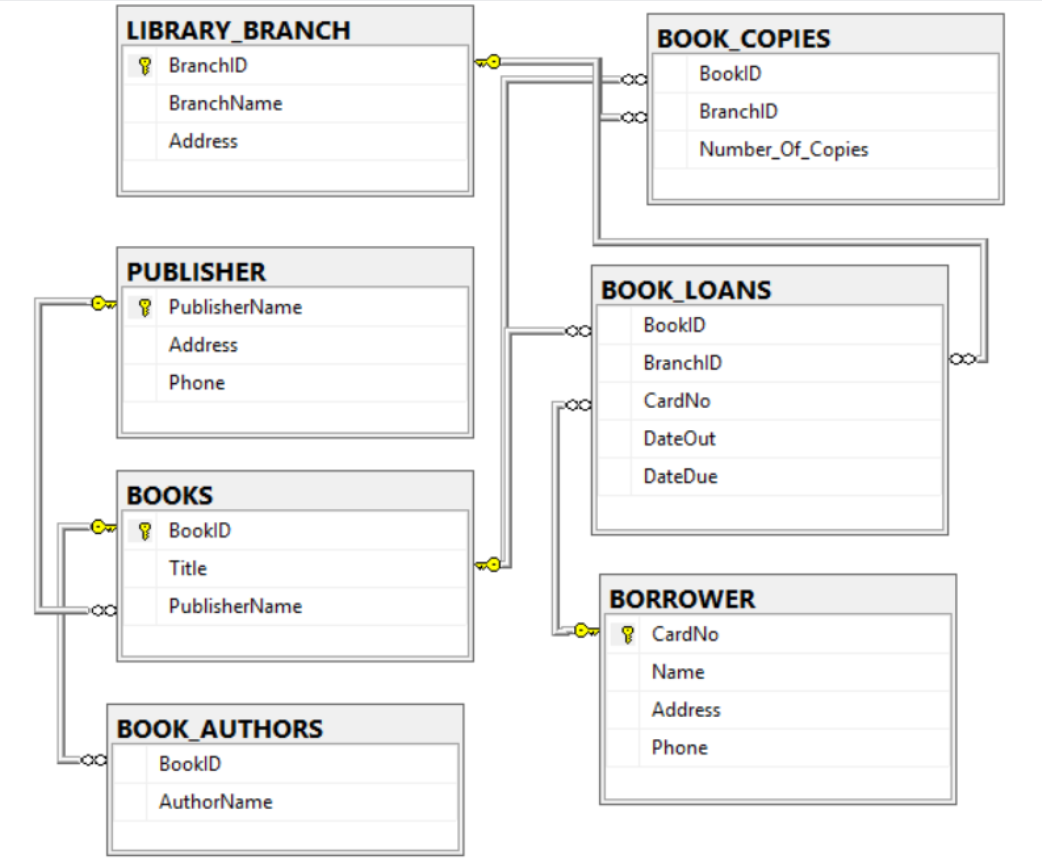 LIBRARY_BRANCH
BranchID
BranchName
Address
BOOK_COPIES
BookID
BranchID
Number_Of_Copies
PUBLISHER
PublisherName
Address
Phone
BOOK_LOANS
BookID
BranchID
CardNo
DateOut
DateDue
BOOKS
BookID
Title
PublisherName
BORROWER
CardNo
Name
Address
Phone
BOOK_AUTHORS
BookID
AuthorName